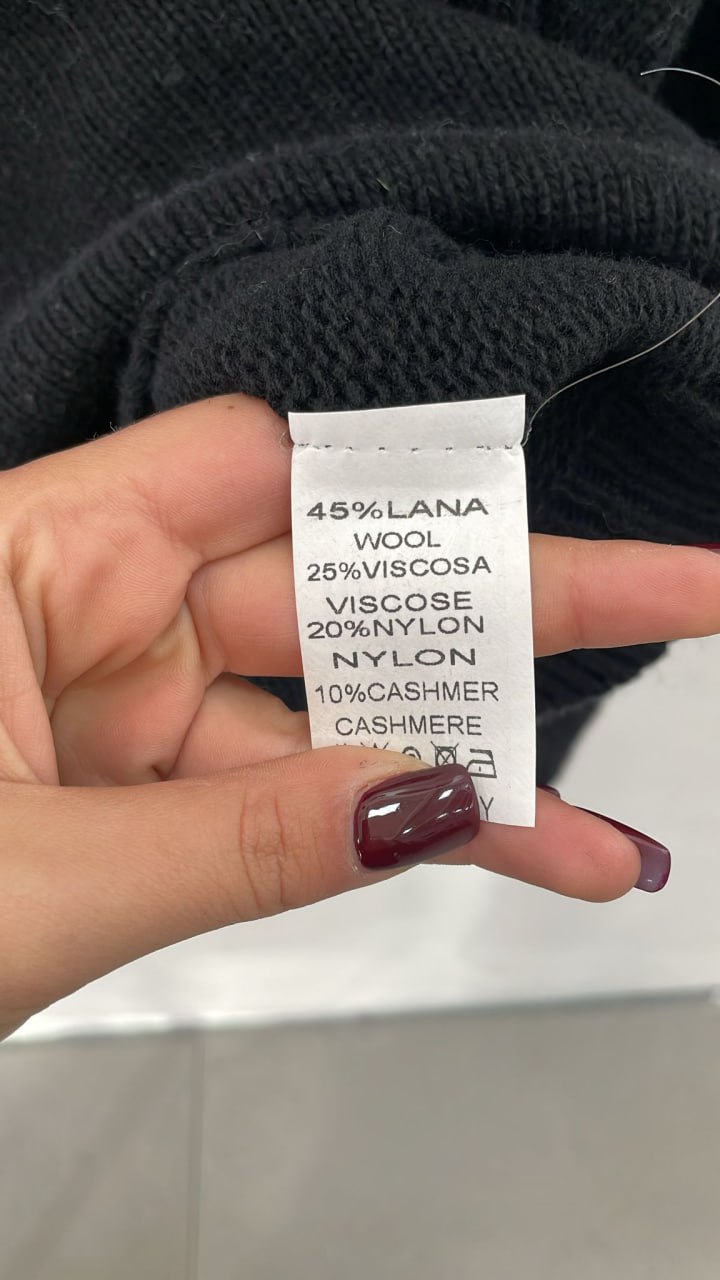 45%LANA
WOOL
25%VISCOSA
VISCOSE
20%NYLON
NYLON
10%CASHMER
CASHMERE